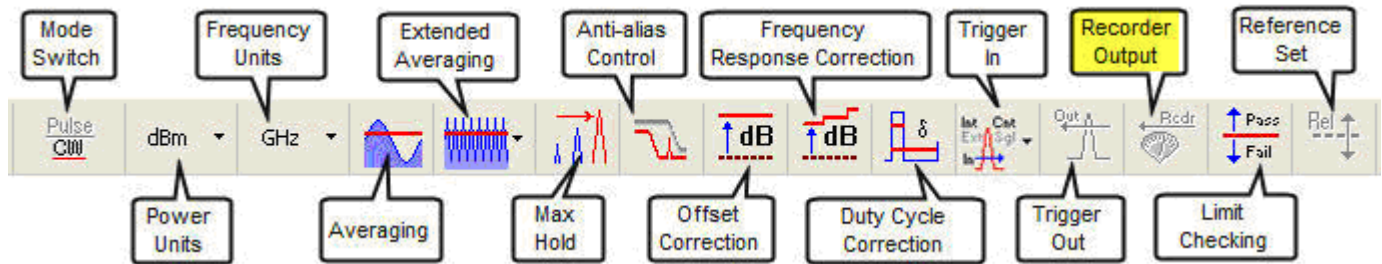 Mode
Switch
Frequency
Units
Extended
Averaging
Anti-alias
Control
Frequency
Response Correction
Trigger
In
Recorder
Output
Reference
Set
Pulse
CW
dBm
GHz
dB
dB
δ
Int Cnt
Ext Sgl
In
Out
Rcdr
Pass
Fail
Rel
Power
Units
Averaging
Max
Hold
Offset
Correction
Duty Cycle
Correction
Trigger
Out
Limit
Checking